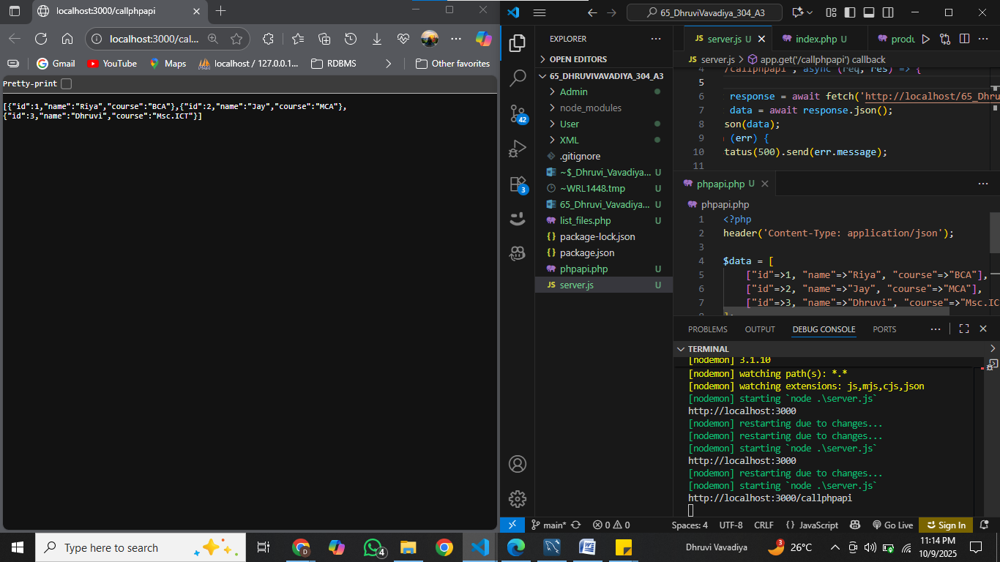 localhost:3000/callphpapi
localhost:3000/cal...
Gmail
YouTube
Maps
localhost / 127.0.0.1...
RDBMS
Other favorites
Pretty-print
[{"id":1,"name":"Riya","course":"BCA"},{"id":2,"name":"Jay","course":"MCA"},
{"id":3,"name":"Dhruvi","course":"Msc.ICT"}]
65_DhruviVavadiya_304_A3
EXPLORER
OPEN EDITORS
65_DHRUVIVAVADIYA_304_A3
Admin
node_modules
User
XML
.gitignore
~$_Dhruvi_Vavadiya... U
~WRL1448.tmp U
65_Dhruvi_Vavadiya... U
list_files.php U
package-lock.json
package.json
phpapi.php U
JS server.js U
42
3
JS server.js U
index.php U
produ
JS server.js > app.get('/callphpapi') callback
4 /callphpapi', async (req, res) => {
5
6 response = await fetch('http://localhost/65_Dhru
7 data = await response.json();
8 son(data);
9 (err) {
10 tatus(500).send(err.message);
11
phpapi.php U
phpapi.php
1 <?php
2 header('Content-Type: application/json');
3
4 $data = [
5 ["id"=>1, "name"=>"Riya", "course"=>"BCA"],
6 ["id"=>2, "name"=>"Jay", "course"=>"MCA"],
7 ["id"=>3, "name"=>"Dhruvi", "course"=>"Msc.IC
PROBLEMS
OUTPUT
DEBUG CONSOLE
PORTS
TERMINAL
[nodemon] 3.1.10
[nodemon] watching path(s): *.*
[nodemon] watching extensions: js,mjs,cjs,json
[nodemon] starting `node .\server.js`
http://localhost:3000
[nodemon] restarting due to changes...
[nodemon] restarting due to changes...
[nodemon] starting `node .\server.js`
http://localhost:3000
[nodemon] restarting due to changes...
[nodemon] starting `node .\server.js`
http://localhost:3000/callphpapi
main*
0 0
Spaces: 4
UTF-8
CRLF
{} JavaScript
Go Live
Sign In
Type here to search
4
Dhruvi Vavadiya
3
26°C
11:14 PM
10/9/2025